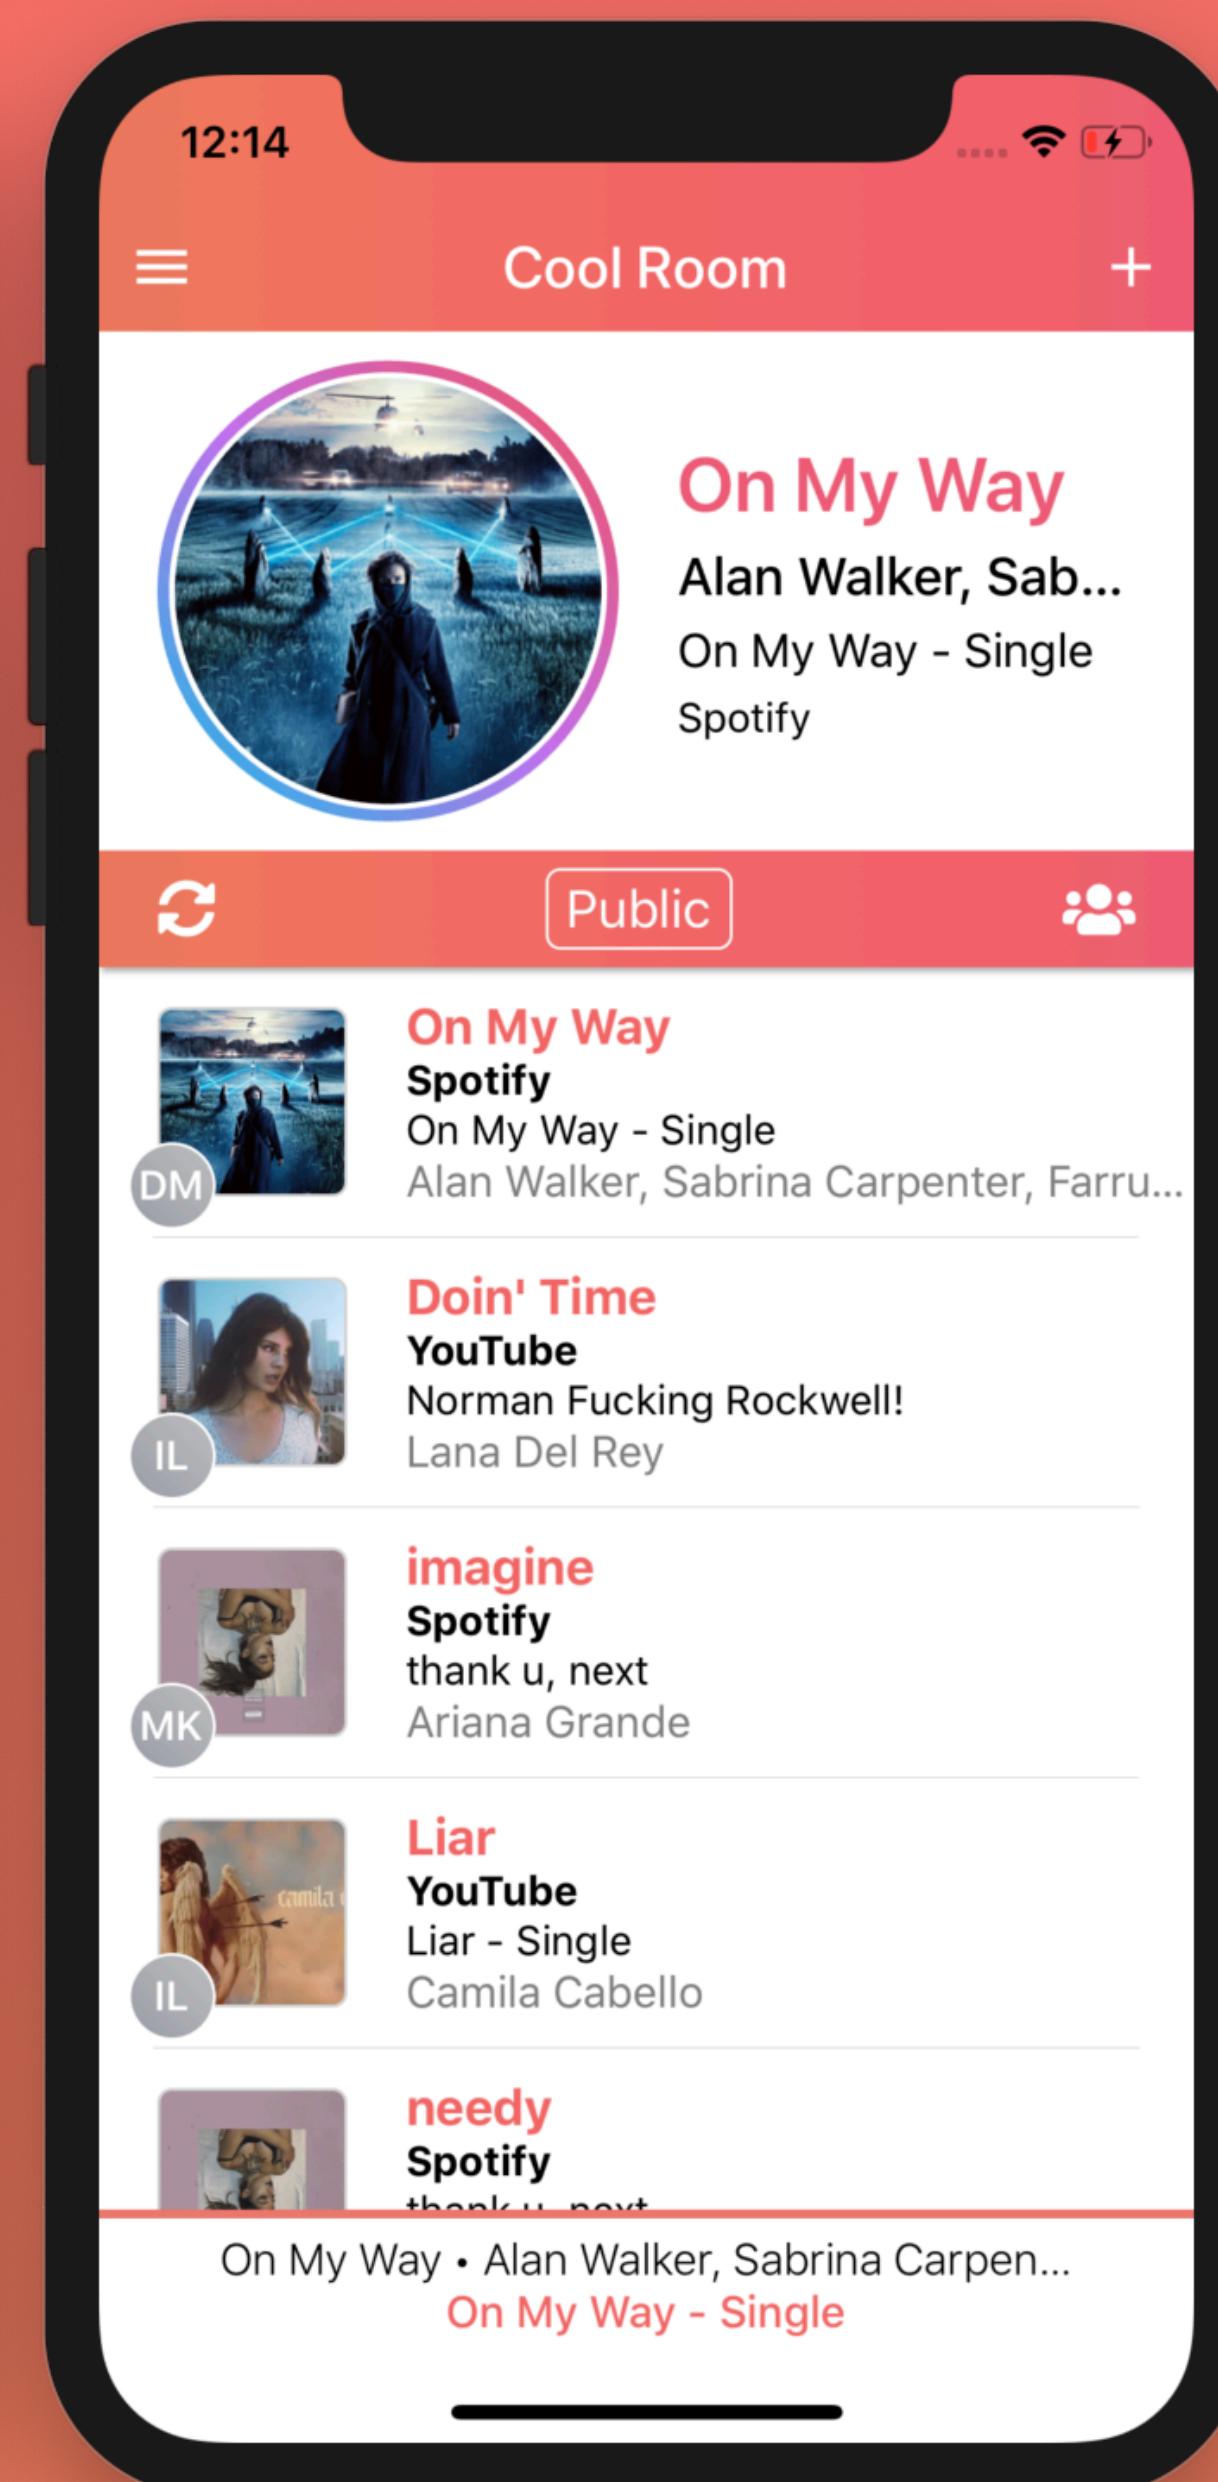 12:14
Cool Room
On My Way
Alan Walker, Sab...
On My Way - Single
Spotify
Public
On My Way
Spotify
On My Way - Single
Alan Walker, Sabrina Carpenter, Farru...
DM
Doin' Time
YouTube
Norman Fucking Rockwell!
Lana Del Rey
IL
imagine
Spotify
thank u, next
Ariana Grande
MK
Liar
YouTube
Liar - Single
Camila Cabello
camila
IL
needy
Spotify
thank u, next
On My Way • Alan Walker, Sabrina Carpen...
On My Way - Single